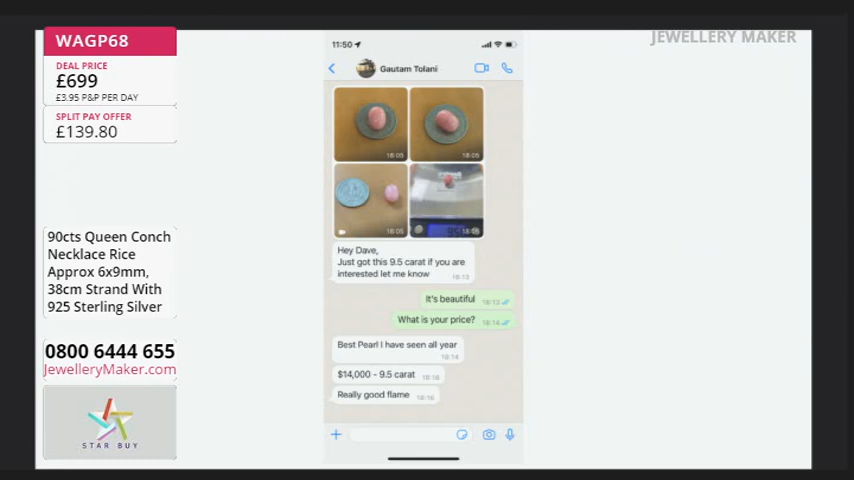 WAGP68
DEAL PRICE
£699
£3.95 P&P PER DAY
SPLIT PAY OFFER
£139.80
90cts Queen Conch
Necklace Rice
Approx 6x9mm,
38cm Strand With
925 Sterling Silver
0800 6444 655
JewelleryMaker.com
STAR BUY
JEWELLERY MAKER
11:50
Gautam Tolani
18:05
18:05
18:05
18:05
Hey Dave,
Just got this 9.5 carat if you are
interested let me know
18:13
It's beautiful
18:13
What is your price?
18:14
Best Pearl I have seen all year
18:14
$14,000 - 9.5 carat
Really good flame